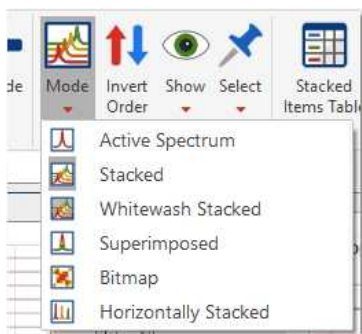 de Mode Invert Show Select Stacked
Order Items Tabl
Active Spectrum
Stacked
Whitewash Stacked
Superimposed
Bitmap
Horizontally Stacked